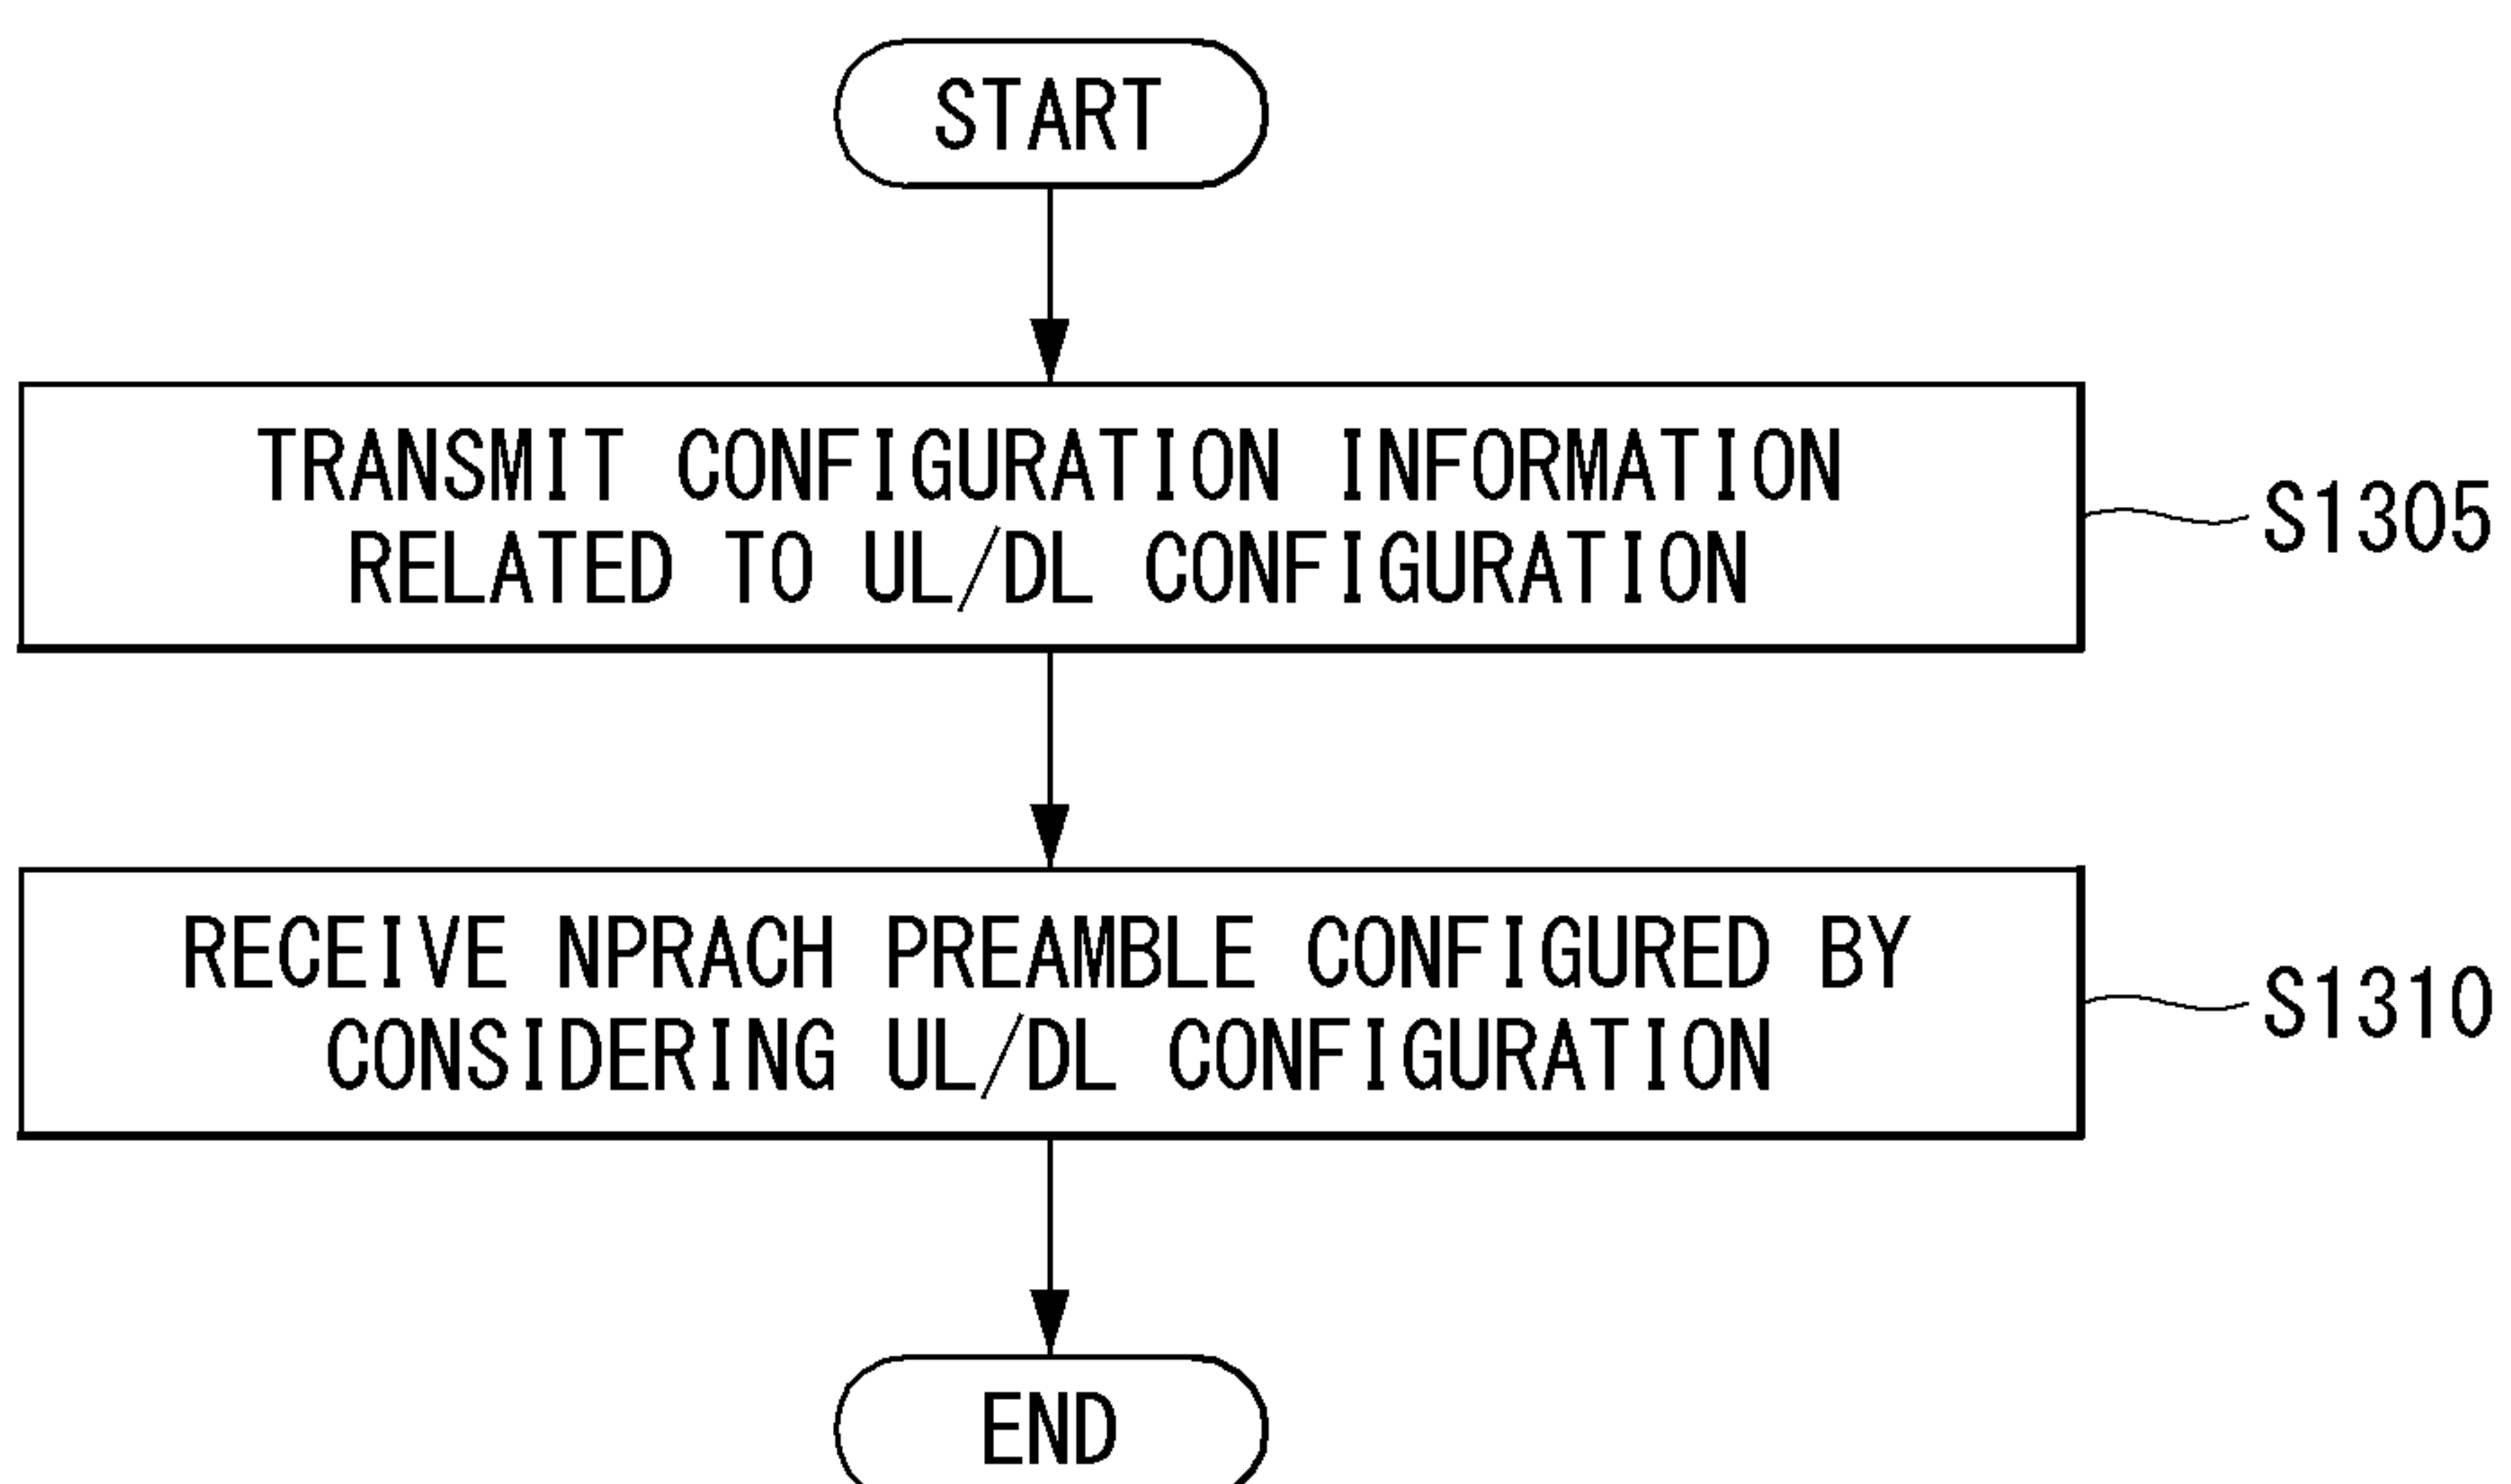 START
TRANSMIT CONFIGURATION INFORMATION
RELATED TO UL/DL CONFIGURATION
S1305
RECEIVE NPRACH PREAMBLE CONFIGURED BY
CONSIDERING UL/DL CONFIGURATION
S1310
END